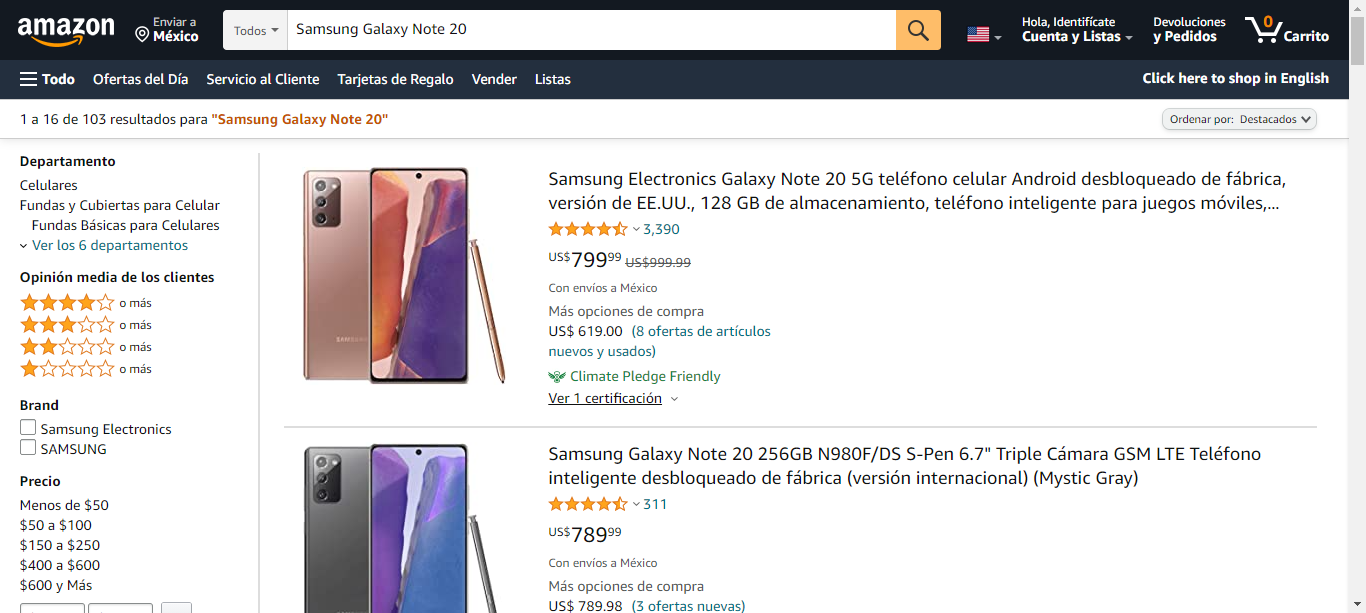 amazon
Enviar a
México
Todos
Samsung Galaxy Note 20
Hola, Identifícate
Cuenta y Listas
Devoluciones
y Pedidos
0
Carrito
Todo
Ofertas del Día
Servicio al Cliente
Tarjetas de Regalo
Vender
Listas
Click here to shop in English
1 a 16 de 103 resultados para "Samsung Galaxy Note 20"
Ordenar por: Destacados
Departamento
Celulares
Fundas y Cubiertas para Celular
Fundas Básicas para Celulares
Ver los 6 departamentos
Opinión media de los clientes
o más
o más
o más
o más
Brand
Samsung Electronics
SAMSUNG
Precio
Menos de $50
$50 a $100
$150 a $250
$400 a $600
$600 y Más
SAMSUNG
Samsung Electronics Galaxy Note 20 5G teléfono celular Android desbloqueado de fábrica,
versión de EE.UU., 128 GB de almacenamiento, teléfono inteligente para juegos móviles,...
3,390
US$799.99 US$999.99
Con envíos a México
Más opciones de compra
US$ 619.00 (8 ofertas de artículos
nuevos y usados)
Climate Pledge Friendly
Ver 1 certificación
Samsung Galaxy Note 20 256GB N980F/DS S-Pen 6.7" Triple Cámara GSM LTE Teléfono
inteligente desbloqueado de fábrica (versión internacional) (Mystic Gray)
311
US$789.99
Con envíos a México
Más opciones de compra
US$ 789.98 (3 ofertas nuevas)